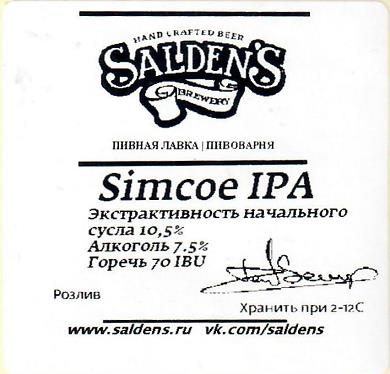 HAND CRAFTED BEER
SALDEN'S
BREWERY
ПИВНАЯ ЛАВКА | ПИВОВАРНЯ
Simcoe IPA
Экстрактивность начального
сусла 10,5%
Алкоголь 7.5%
Горечь 70 IBU
Розлив
Хранить при 2-12С
www.saldens.ru vk.com/saldens